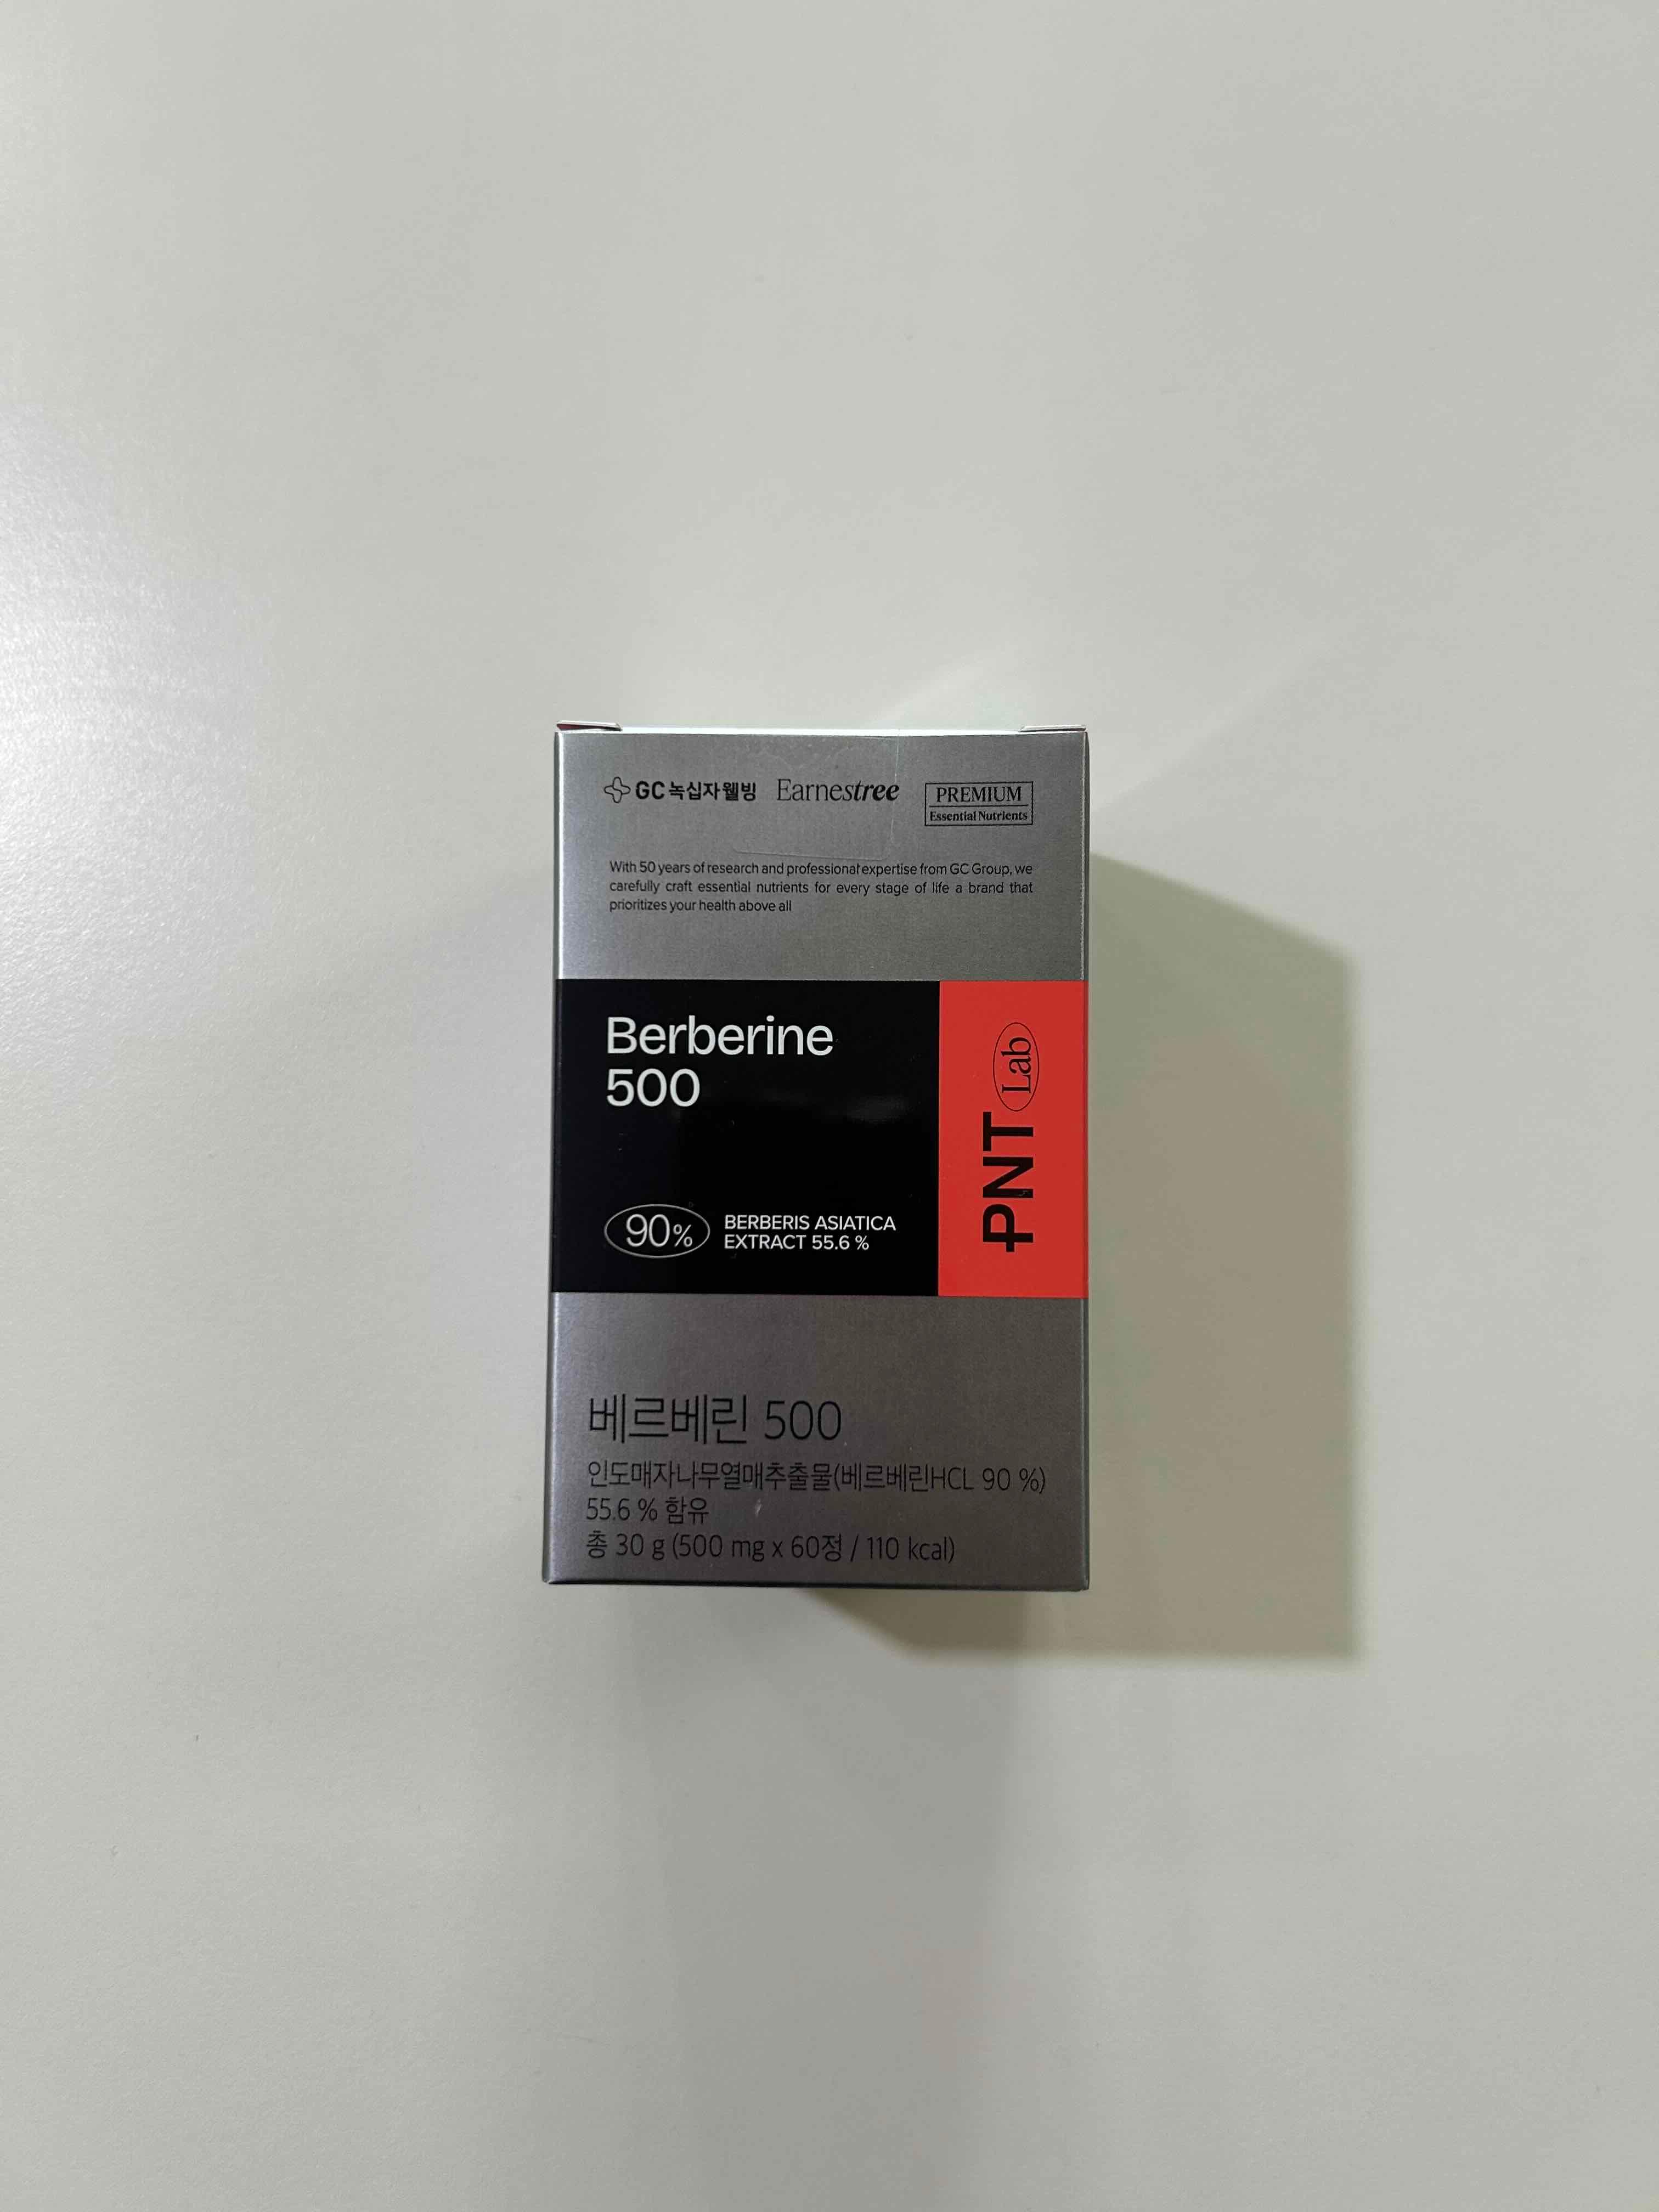 GC녹십자웰빙 Earnestree PREMIUM
Essential Nutrients
With 50 years of research and professional expertise from GC Group, we
carefully craft essential nutrients for every stage of life a brand that
prioritizes your health above all
Berberine
500
PNT Lab
90% BERBERIS ASIATICA
EXTRACT 55.6 %
베르베린 500
인도매자나무열매추출물(베르베린HCL 90 %)
55.6 % 함유
총 30 g (500 mg x 60정 / 110 kcal)